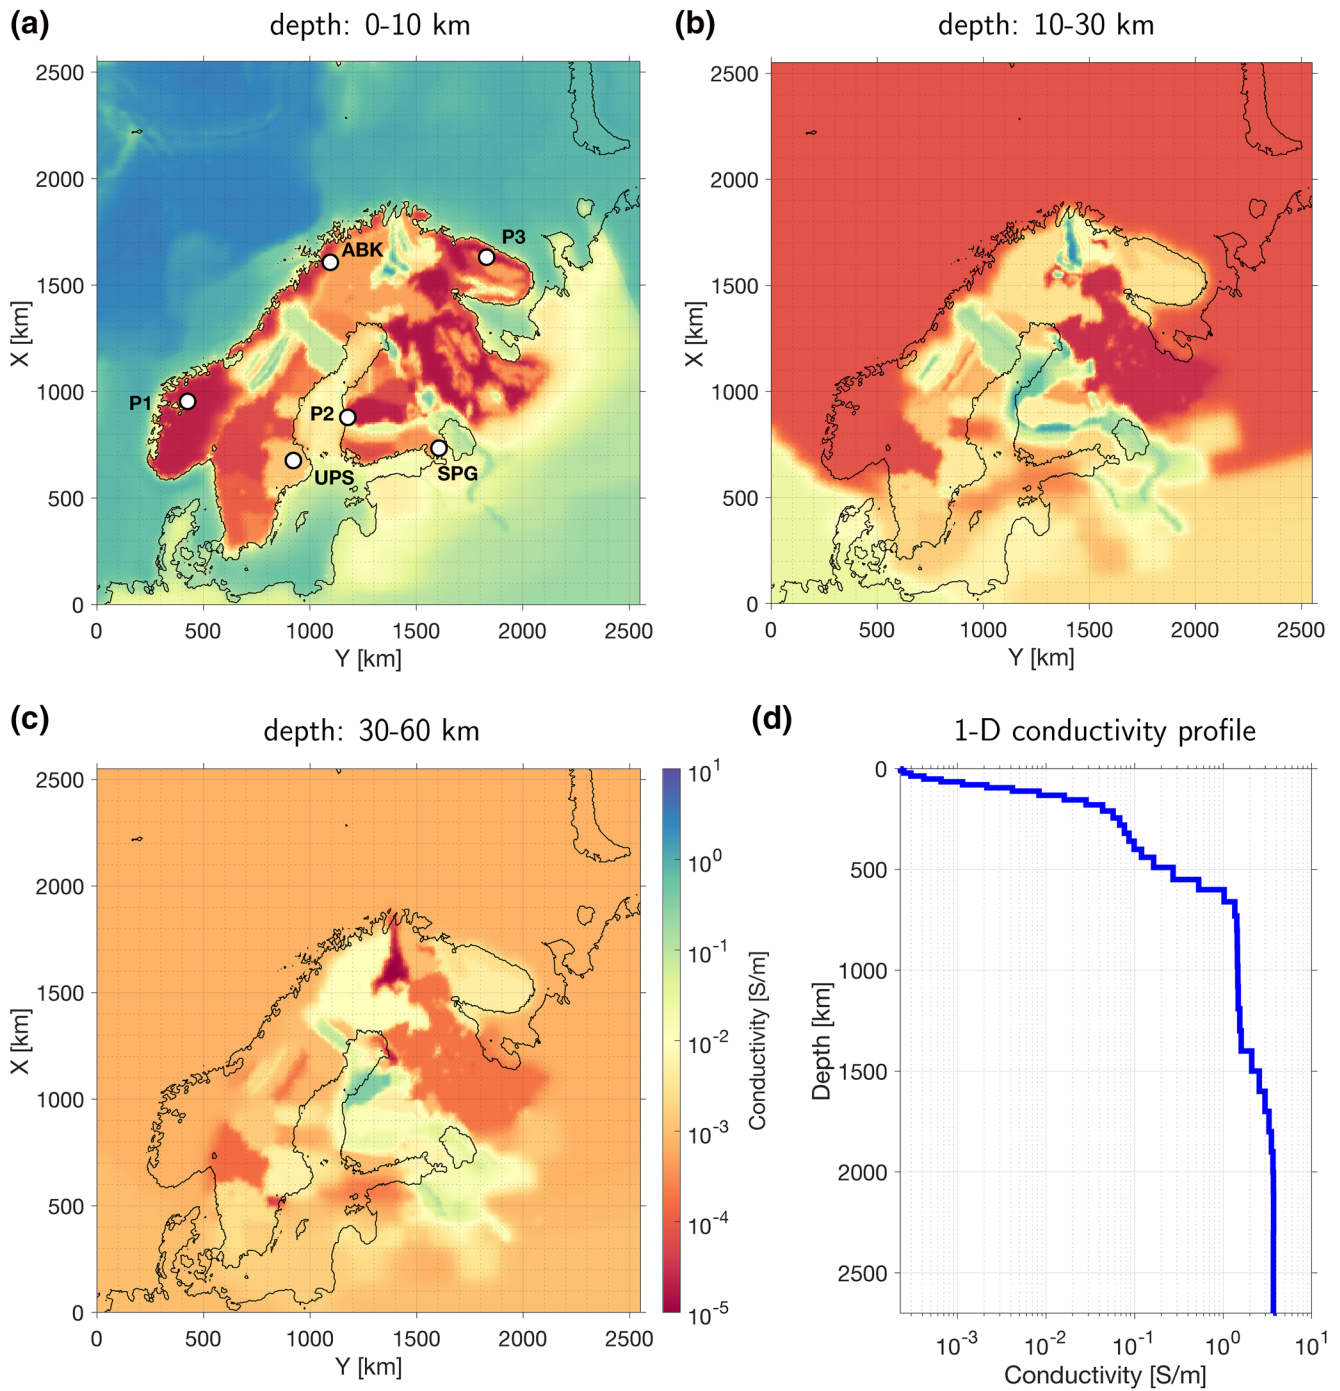 (a) depth: 0-10 km
2500
2000
1500
1000
500
0
X [km]
ABK
P3
P1
P2
UPS
SPG
0 500 1000 1500 2000 2500
Y [km]
(b) depth: 10-30 km
2500
2000
1500
1000
500
0
X [km]
0 500 1000 1500 2000 2500
Y [km]
(c) depth: 30-60 km
2500
2000
1500
1000
500
0
X [km]
0 500 1000 1500 2000 2500
Y [km]
10^1
10^0
10^-1
10^-2
10^-3
10^-4
10^-5
Conductivity [S/m]
(d) 1-D conductivity profile
0
500
1000
1500
2000
2500
Depth [km]
10^-3 10^-2 10^-1 10^0 10^1
Conductivity [S/m]